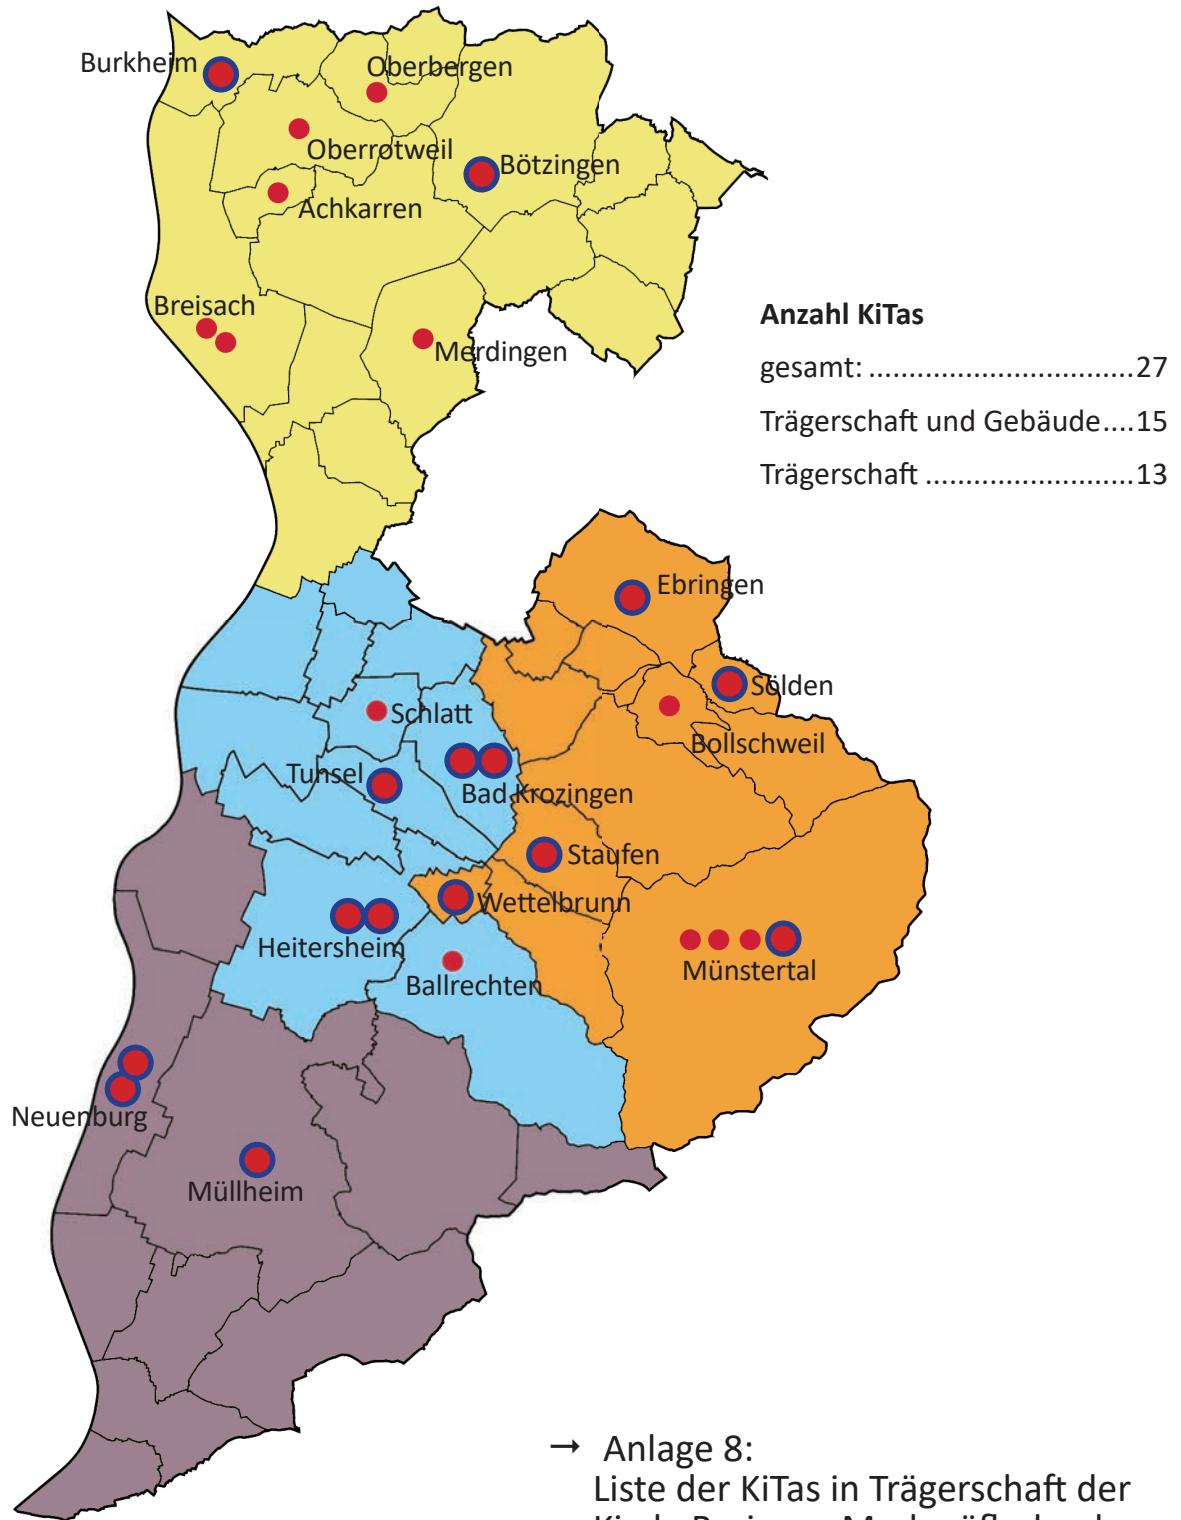 Burkheim
Oberbergen
Oberrotweil
Bötzingen
Achkarren
Breisach
Merdingen
Anzahl KiTas
gesamt: ................................27
Trägerschaft und Gebäude....15
Trägerschaft .........................13
Ebringen
Sölden
Schlatt
Bollschweil
Tunsel
Bad Krozingen
Staufen
Wettelbrunn
Heitersheim
Münstertal
Ballrechten
Neuenburg
Müllheim
→ Anlage 8:
Liste der KiTas in Trägerschaft der